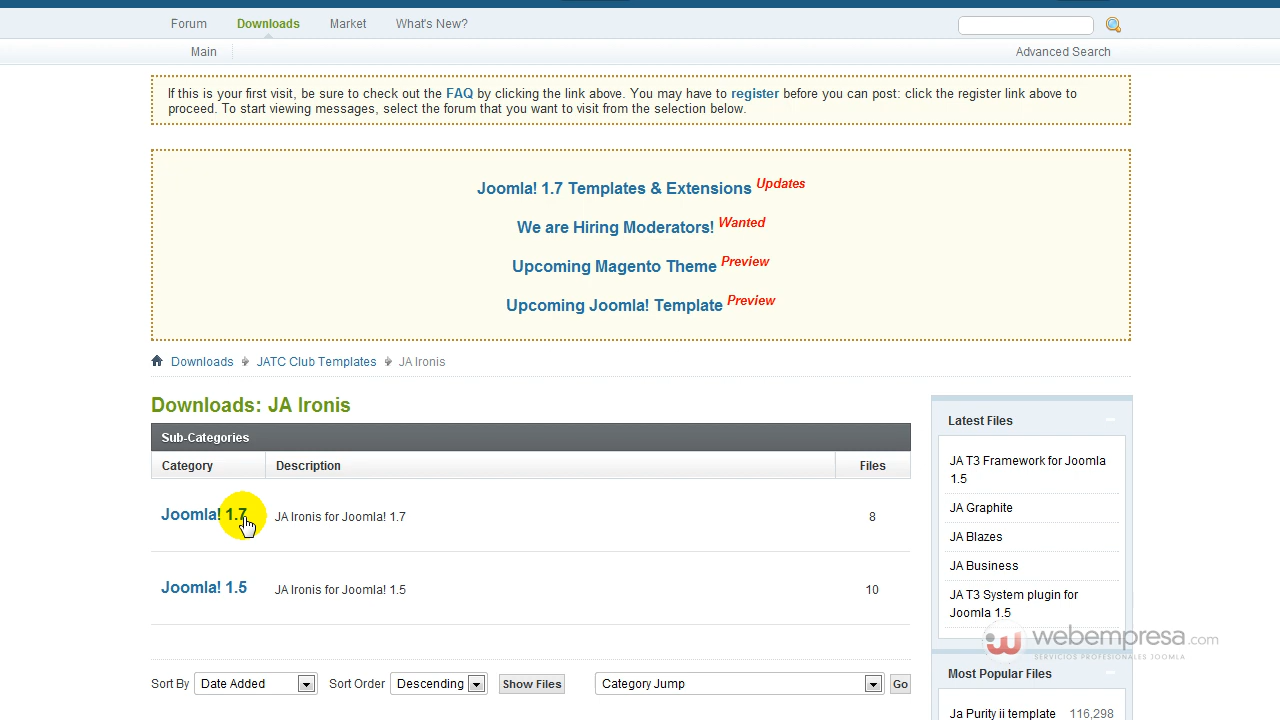 Forum Downloads Market What's New?
Main Advanced Search
If this is your first visit, be sure to check out the FAQ by clicking the link above. You may have to register before you can post: click the register link above to
proceed. To start viewing messages, select the forum that you want to visit from the selection below.
Joomla! 1.7 Templates & Extensions Updates
We are Hiring Moderators! Wanted
Upcoming Magento Theme Preview
Upcoming Joomla! Template Preview
Downloads JATC Club Templates JA Ironis
Downloads: JA Ironis
Sub-Categories
Category Description Files
Joomla! 1.7 JA Ironis for Joomla! 1.7 8
Joomla! 1.5 JA Ironis for Joomla! 1.5 10
Sort By Date Added Sort Order Descending Show Files Category Jump Go
Latest Files
JA T3 Framework for Joomla
1.5
JA Graphite
JA Blazes
JA Business
JA T3 System plugin for
Joomla 1.5
webempresa.com
SERVICIOS PROFESIONALES JOOMLA
Most Popular Files
Ja Purity ii template 116,298